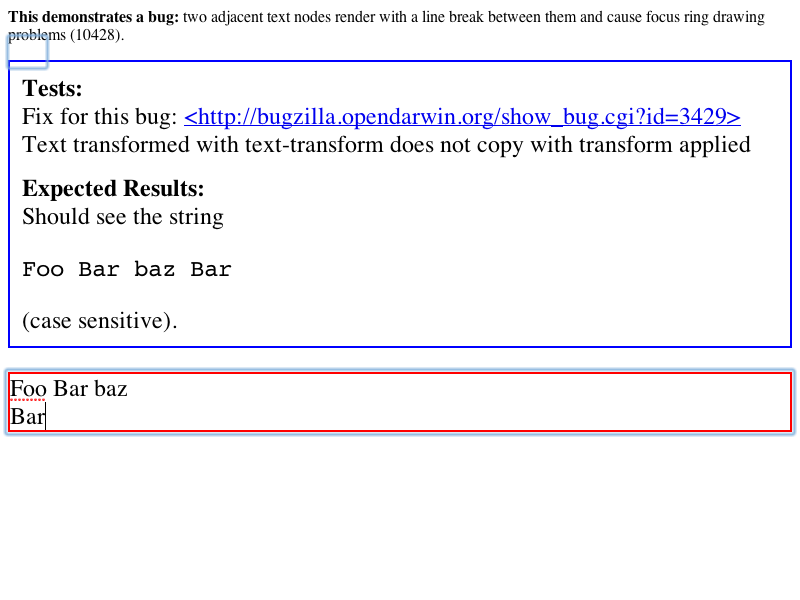 This demonstrates a bug: two adjacent text nodes render with a line break between them and cause focus ring drawing
problems (10428).
Tests:
Fix for this bug: <http://bugzilla.opendarwin.org/show_bug.cgi?id=3429>
Text transformed with text-transform does not copy with transform applied
Expected Results:
Should see the string
Foo Bar baz Bar
(case sensitive).
Foo Bar baz
Bar